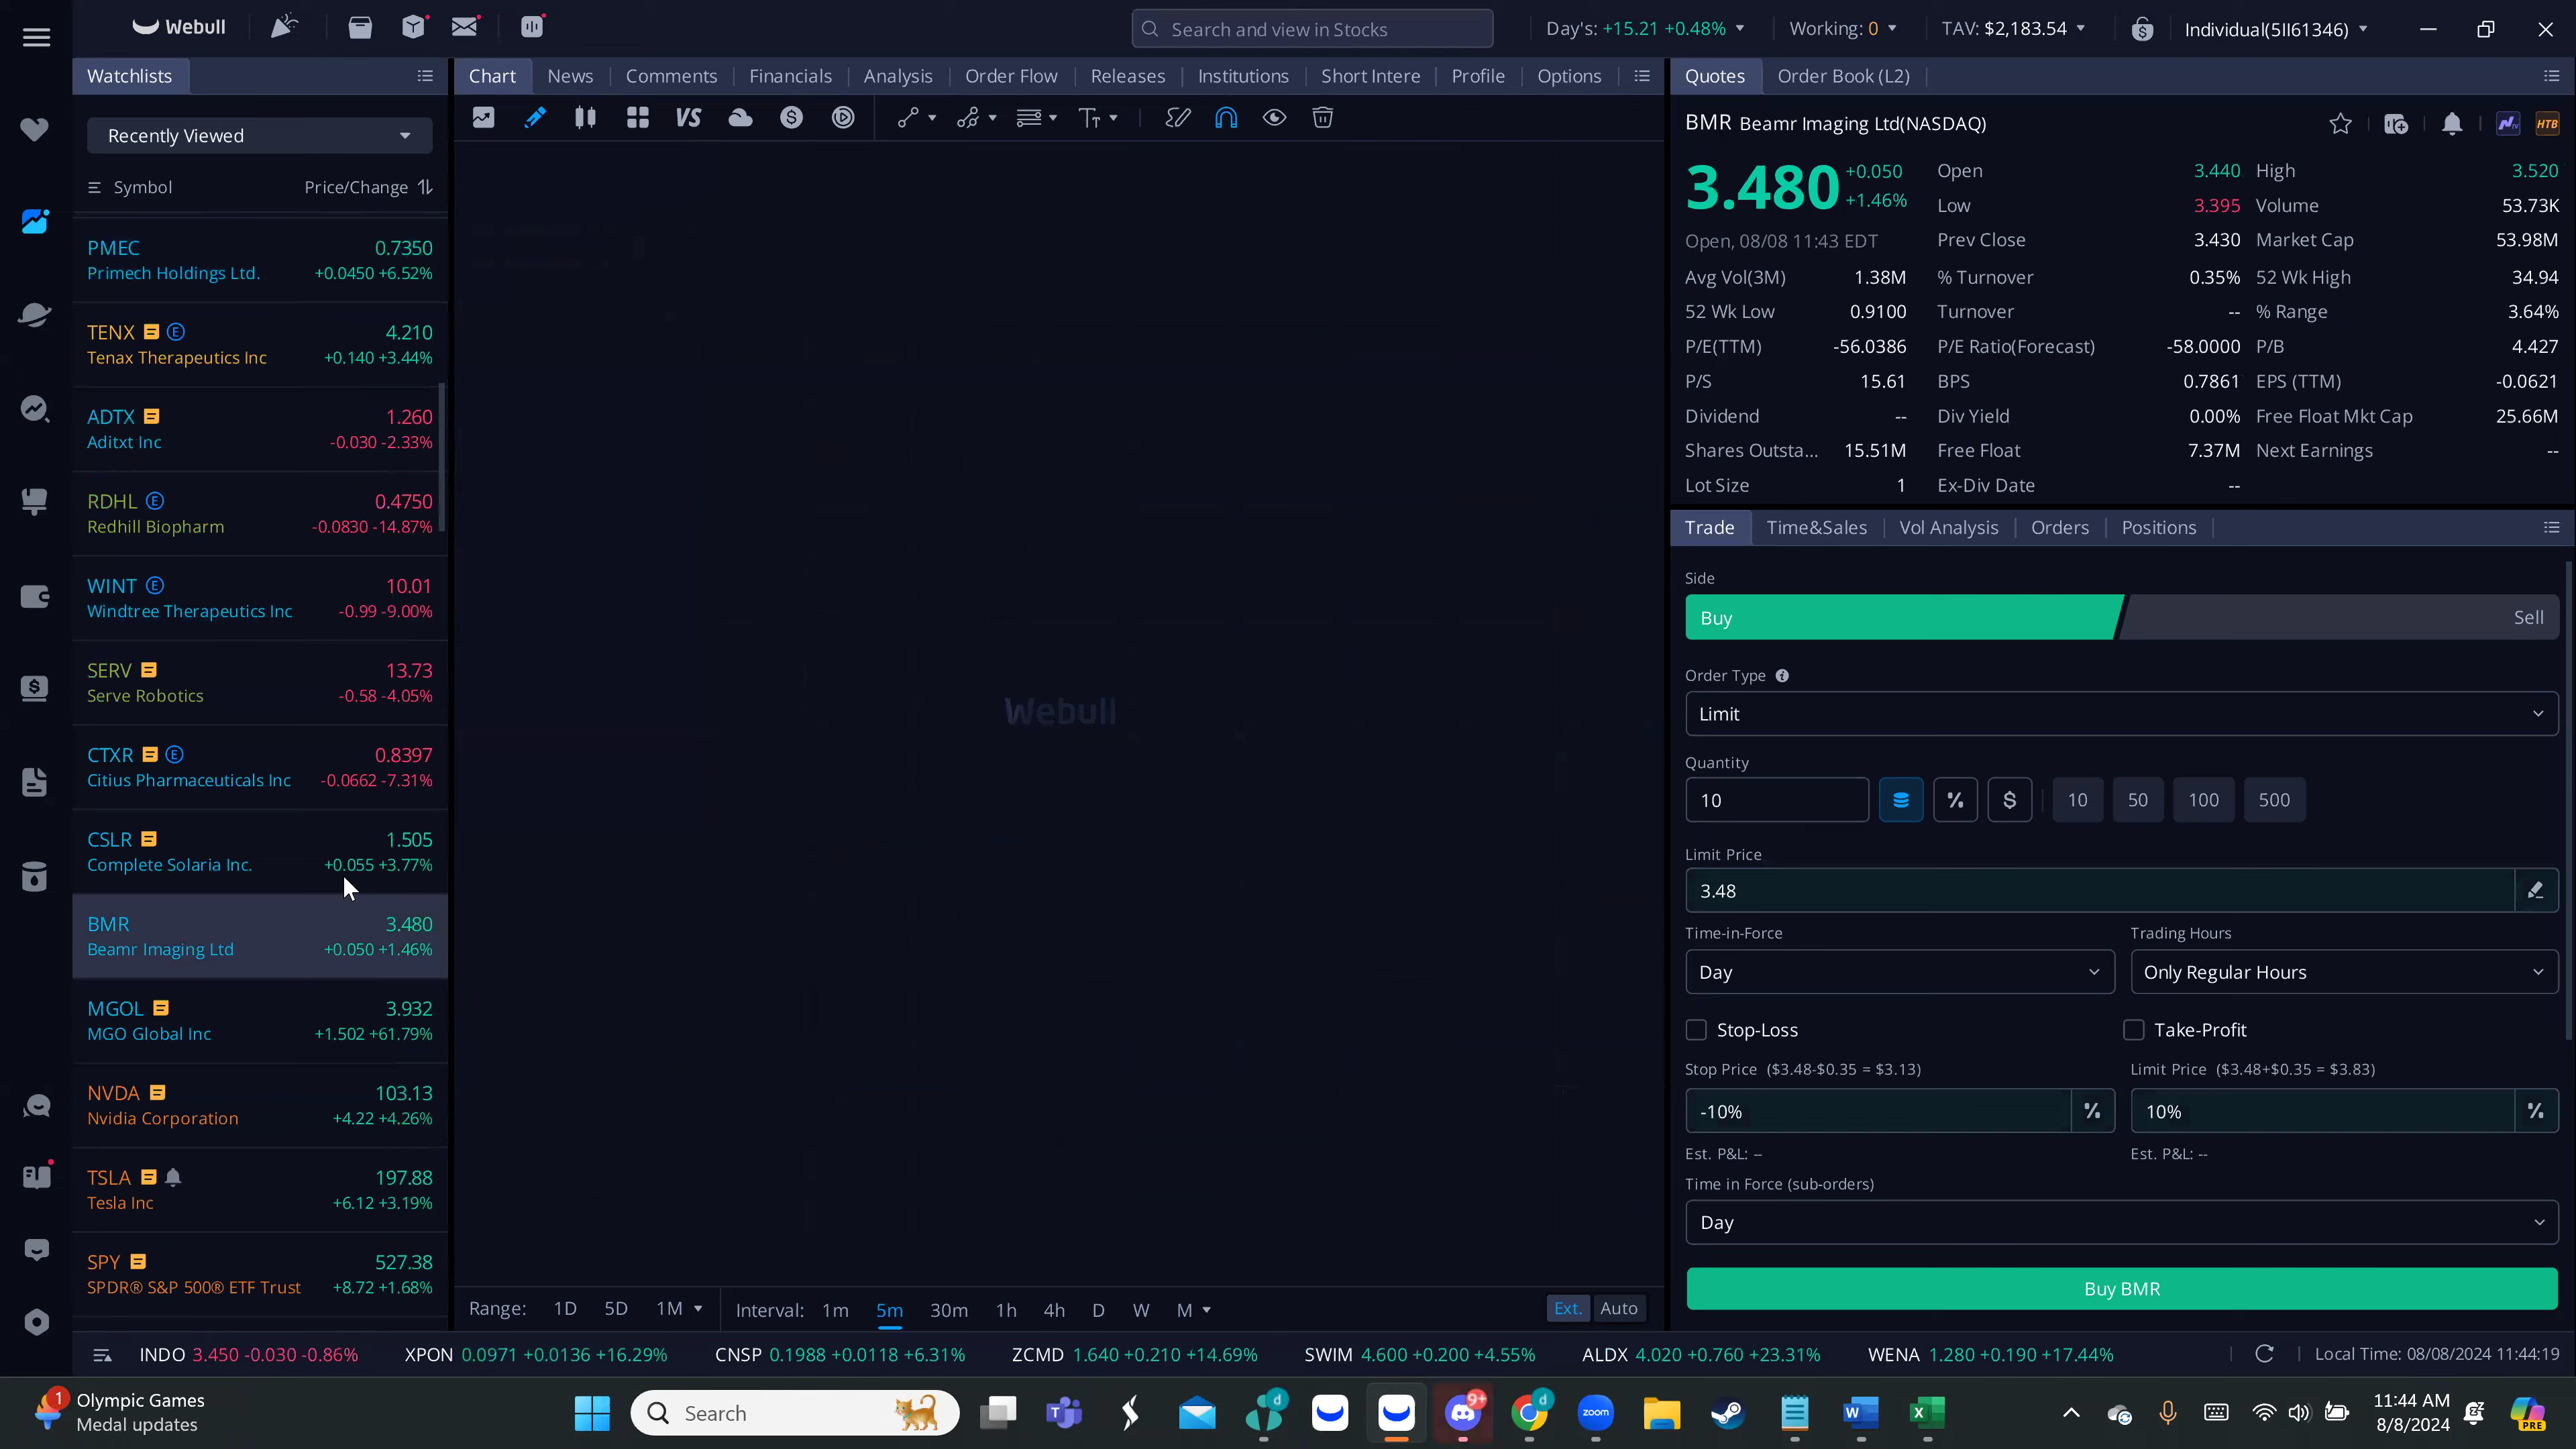 Webull
Search and view in Stocks
Day's: +15.21 +0.48%
Working: 0
TAV: $2,183.54
Individual(5II61346)
Watchlists
Recently Viewed
Symbol Price/Change
PMEC 0.7350
Primech Holdings Ltd. +0.0450 +6.52%
TENX E 4.210
Tenax Therapeutics Inc +0.140 +3.44%
ADTX 1.260
Aditxt Inc -0.030 -2.33%
RDHL E 0.4750
Redhill Biopharm -0.0830 -14.87%
WINT E 10.01
Windtree Therapeutics Inc -0.99 -9.00%
SERV 13.73
Serve Robotics -0.58 -4.05%
CTXR E 0.8397
Citius Pharmaceuticals Inc -0.0662 -7.31%
CSLR 1.505
Complete Solaria Inc. +0.055 +3.77%
BMR 3.480
Beamr Imaging Ltd +0.050 +1.46%
MGOL 3.932
MGO Global Inc +1.502 +61.79%
NVDA 103.13
Nvidia Corporation +4.22 +4.26%
TSLA 197.88
Tesla Inc +6.12 +3.19%
SPY 527.38
SPDR® S&P 500® ETF Trust +8.72 +1.68%
Chart News Comments Financials Analysis Order Flow Releases Institutions Short Intere Profile Options
VS
Tт
Webull
Range: 1D 5D 1M Interval: 1m 5m 30m 1h 4h D W M Ext. Auto
Quotes Order Book (L2)
BMR Beamr Imaging Ltd(NASDAQ) NTV HTB
3.480 +0.050
+1.46%
Open, 08/08 11:43 EDT
Open 3.440 High 3.520
Low 3.395 Volume 53.73K
Prev Close 3.430 Market Cap 53.98M
Avg Vol(3M) 1.38M % Turnover 0.35% 52 Wk High 34.94
52 Wk Low 0.9100 Turnover -- % Range 3.64%
P/E(TTM) -56.0386 P/E Ratio(Forecast) -58.0000 P/B 4.427
P/S 15.61 BPS 0.7861 EPS (TTM) -0.0621
Dividend -- Div Yield 0.00% Free Float Mkt Cap 25.66M
Shares Outsta... 15.51M Free Float 7.37M Next Earnings --
Lot Size 1 Ex-Div Date --
Trade Time&Sales Vol Analysis Orders Positions
Side
Buy Sell
Order Type
Limit
Quantity
10 % $ 10 50 100 500
Limit Price
3.48
Time-in-Force Trading Hours
Day Only Regular Hours
Stop-Loss Take-Profit
Stop Price ($3.48-$0.35 = $3.13) Limit Price ($3.48+$0.35 = $3.83)
-10% % 10% %
Est. P&L: -- Est. P&L: --
Time in Force (sub-orders)
Day
Buy BMR
INDO 3.450 -0.030 -0.86% XPON 0.0971 +0.0136 +16.29% CNSP 0.1988 +0.0118 +6.31% ZCMD 1.640 +0.210 +14.69% SWIM 4.600 +0.200 +4.55% ALDX 4.020 +0.760 +23.31% WENA 1.280 +0.190 +17.44%
Local Time: 08/08/2024 11:44:19
1 Olympic Games
Medal updates
Search
T
d
9+
d
zoom
W
X
11:44 AM
8/8/2024
PRE